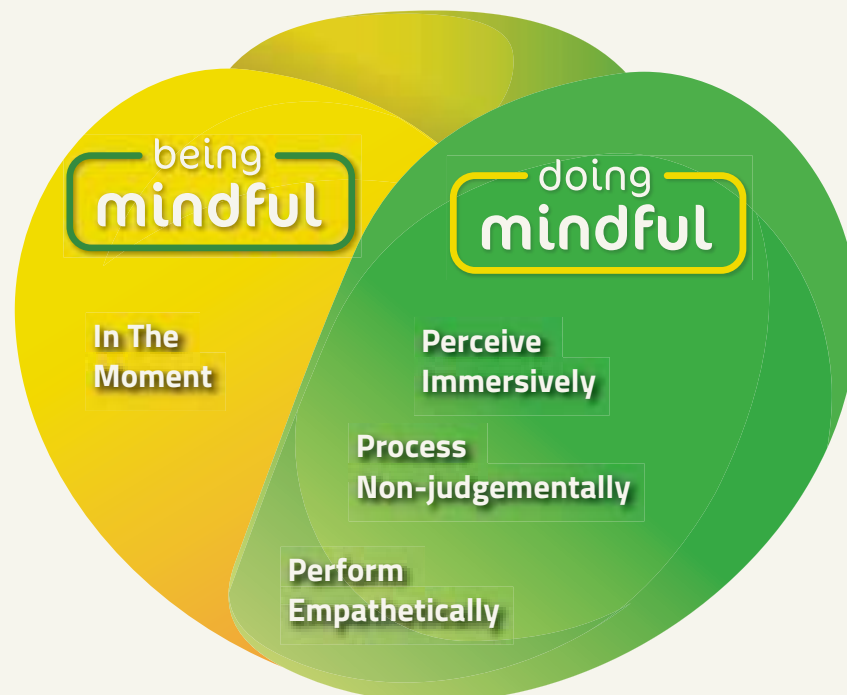 being
mindful
In The
Moment
doing
mindful
Perceive
Immersively
Process
Non-judgementally
Perform
Empathetically